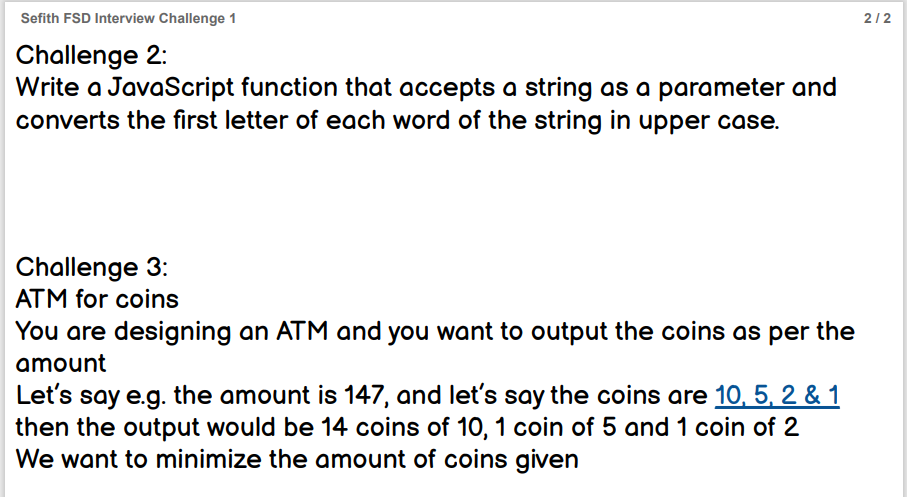 Sefith FSD Interview Challenge 1 2 / 2
Challenge 2:
Write a JavaScript function that accepts a string as a parameter and
converts the first letter of each word of the string in upper case.
Challenge 3:
ATM for coins
You are designing an ATM and you want to output the coins as per the
amount
Let’s say e.g. the amount is 147, and let’s say the coins are 10, 5, 2 & 1
then the output would be 14 coins of 10, 1 coin of 5 and 1 coin of 2
We want to minimize the amount of coins given